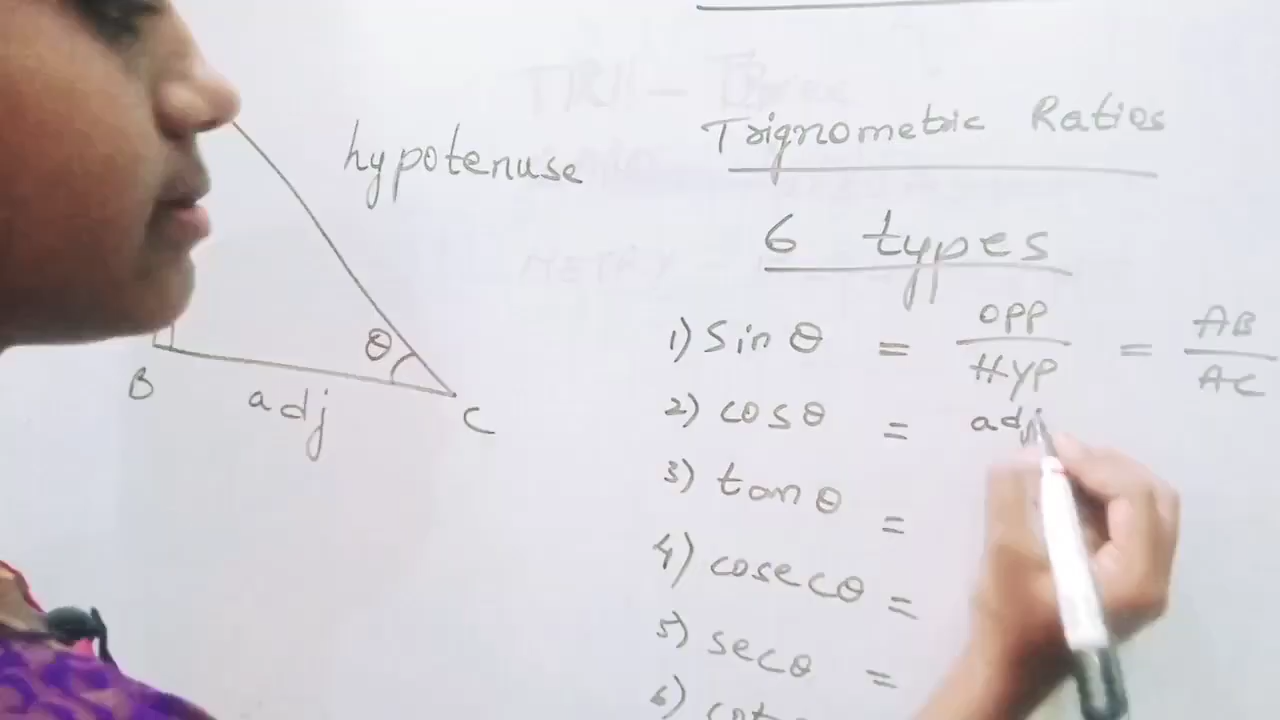 hypotenuse
θ
B
adj
C
Trignometric Ratios
6 types
1) Sin θ = OPP / HYP = AB / AC
2) cos θ = adj
3) tan θ =
4) cosec θ =
5) sec θ =
6) cot